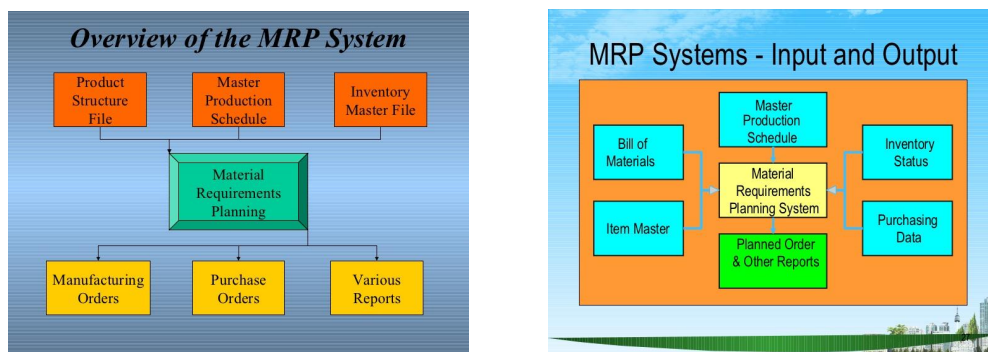 Overview of the MRP System
Product
Structure
File
Master
Production
Schedule
Inventory
Master File
Material
Requirements
Planning
Manufacturing
Orders
Purchase
Orders
Various
Reports
MRP Systems - Input and Output
Master
Production
Schedule
Bill of
Materials
Inventory
Status
Material
Requirements
Planning System
Item Master
Purchasing
Data
Planned Order
& Other Reports